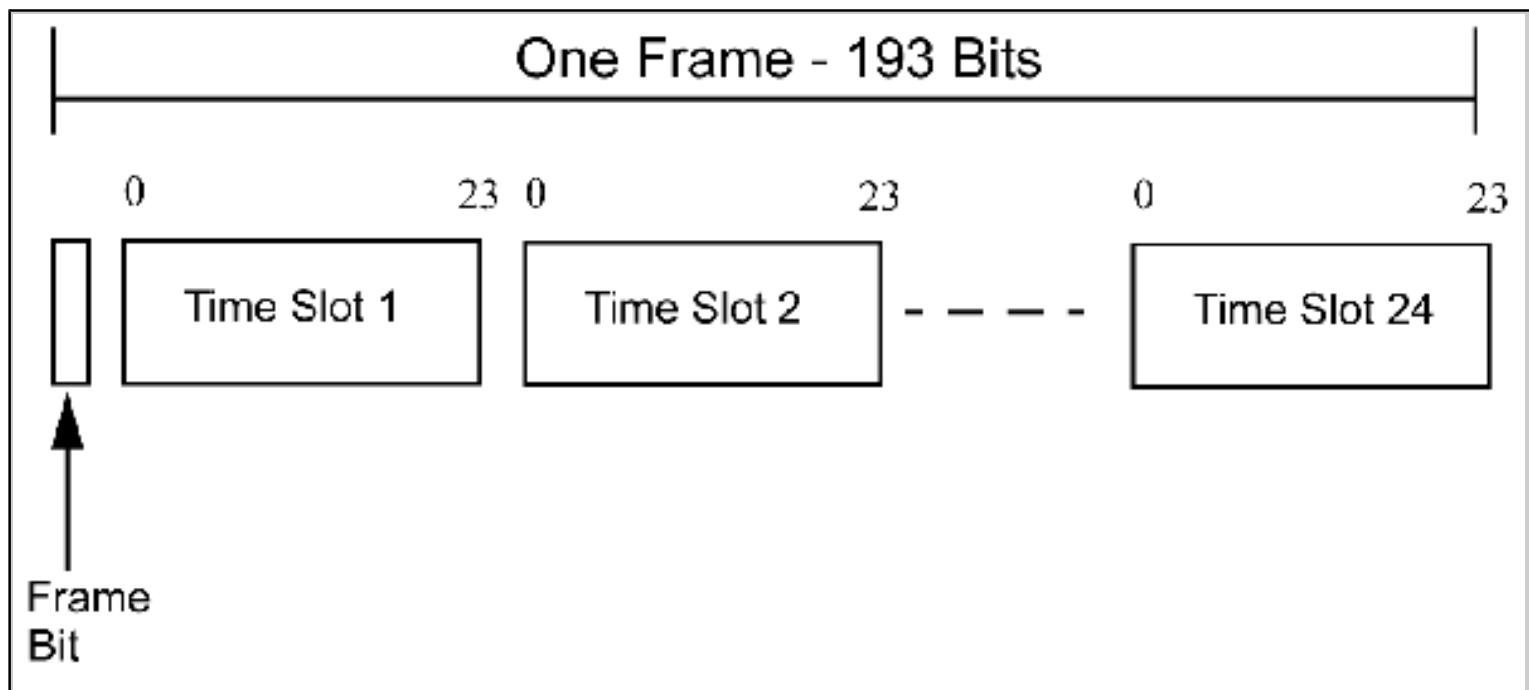 One Frame - 193 Bits
0 23 0 23 0 23
Time Slot 1 Time Slot 2 Time Slot 24
Frame
Bit